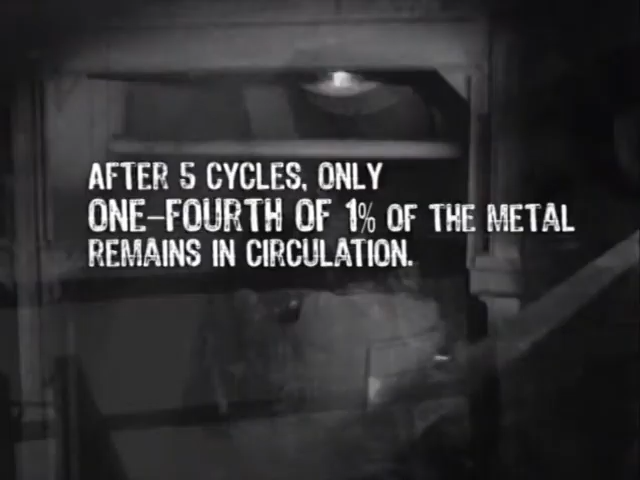 AFTER 5 CYCLES, ONLY
ONE-FOURTH OF 1% OF THE METAL
REMAINS IN CIRCULATION.